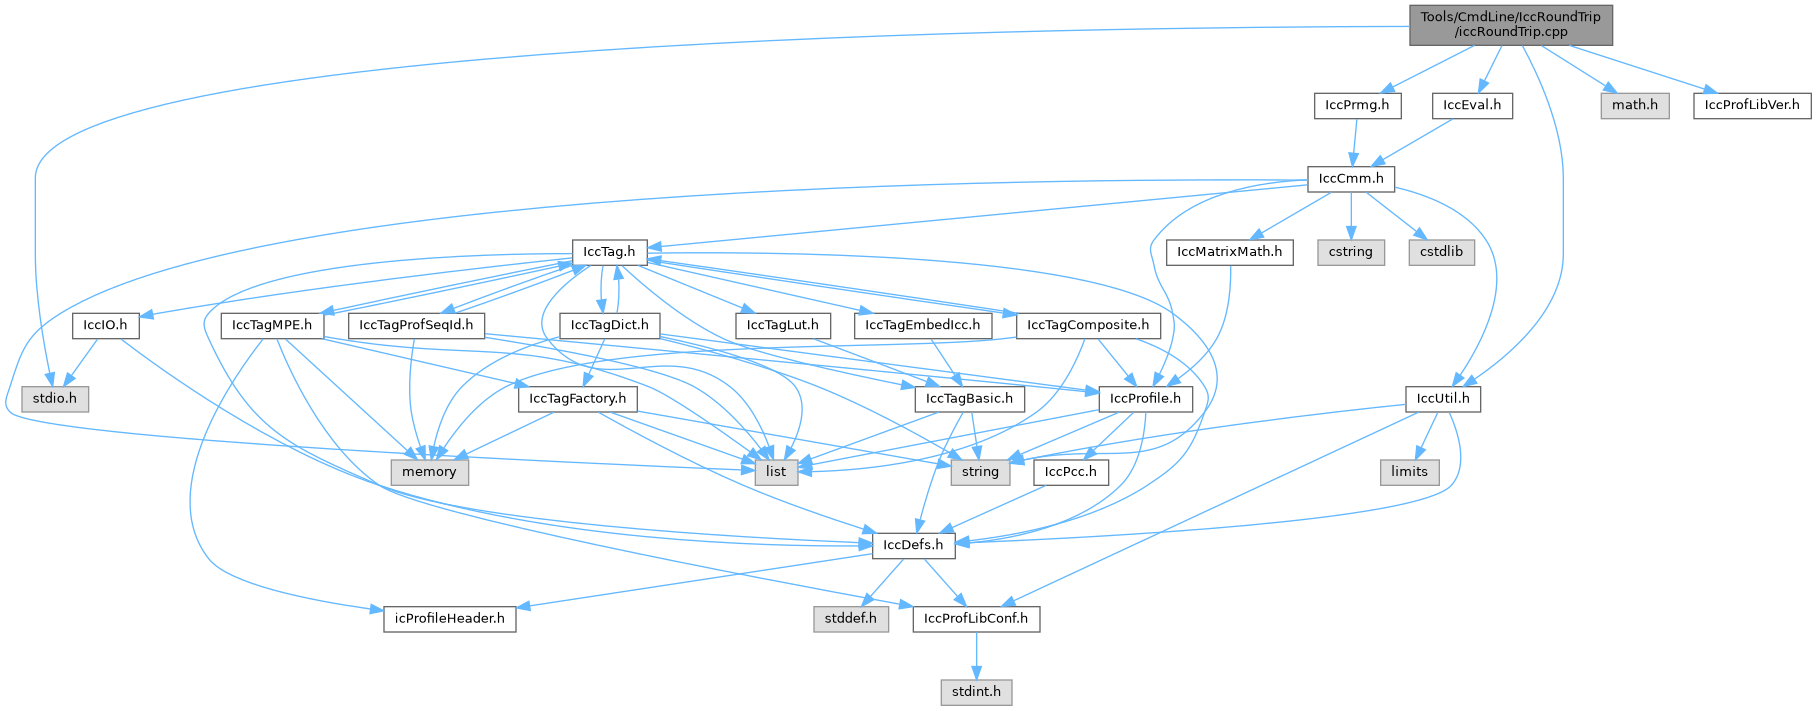 Tools/CmdLine/IccRoundTrip
/iccRoundTrip.cpp
IccPrmg.h
IccEval.h
math.h
IccProfLibVer.h
IccCmm.h
IccTag.h
IccMatrixMath.h
cstring
cstdlib
IccIO.h
IccTagMPE.h
IccTagProfSeqId.h
IccTagDict.h
IccTagLut.h
IccTagEmbedIcc.h
IccTagComposite.h
stdio.h
IccTagFactory.h
IccTagBasic.h
IccProfile.h
IccUtil.h
memory
list
string
IccPcc.h
limits
IccDefs.h
icProfileHeader.h
stddef.h
IccProfLibConf.h
stdint.h